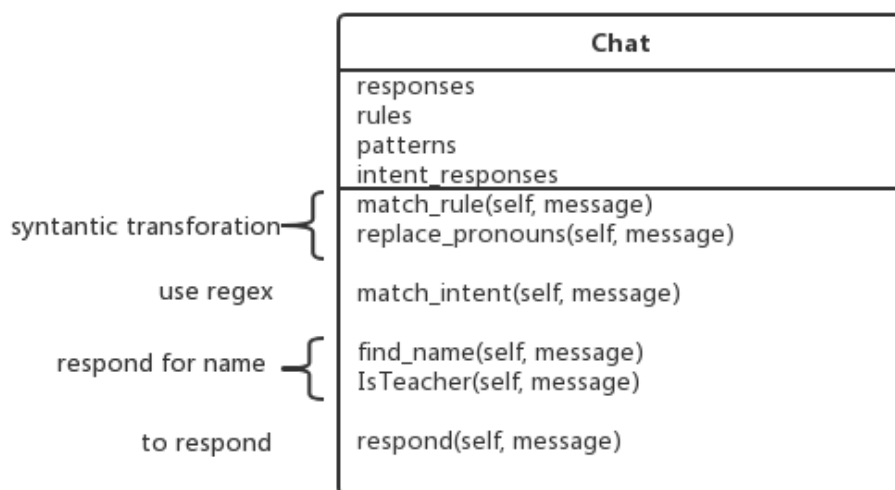 Chat
responses
rules
patterns
intent_responses
syntantic transforation
match_rule(self, message)
replace_pronouns(self, message)
use regex
match_intent(self, message)
respond for name
find_name(self, message)
IsTeacher(self, message)
to respond
respond(self, message)